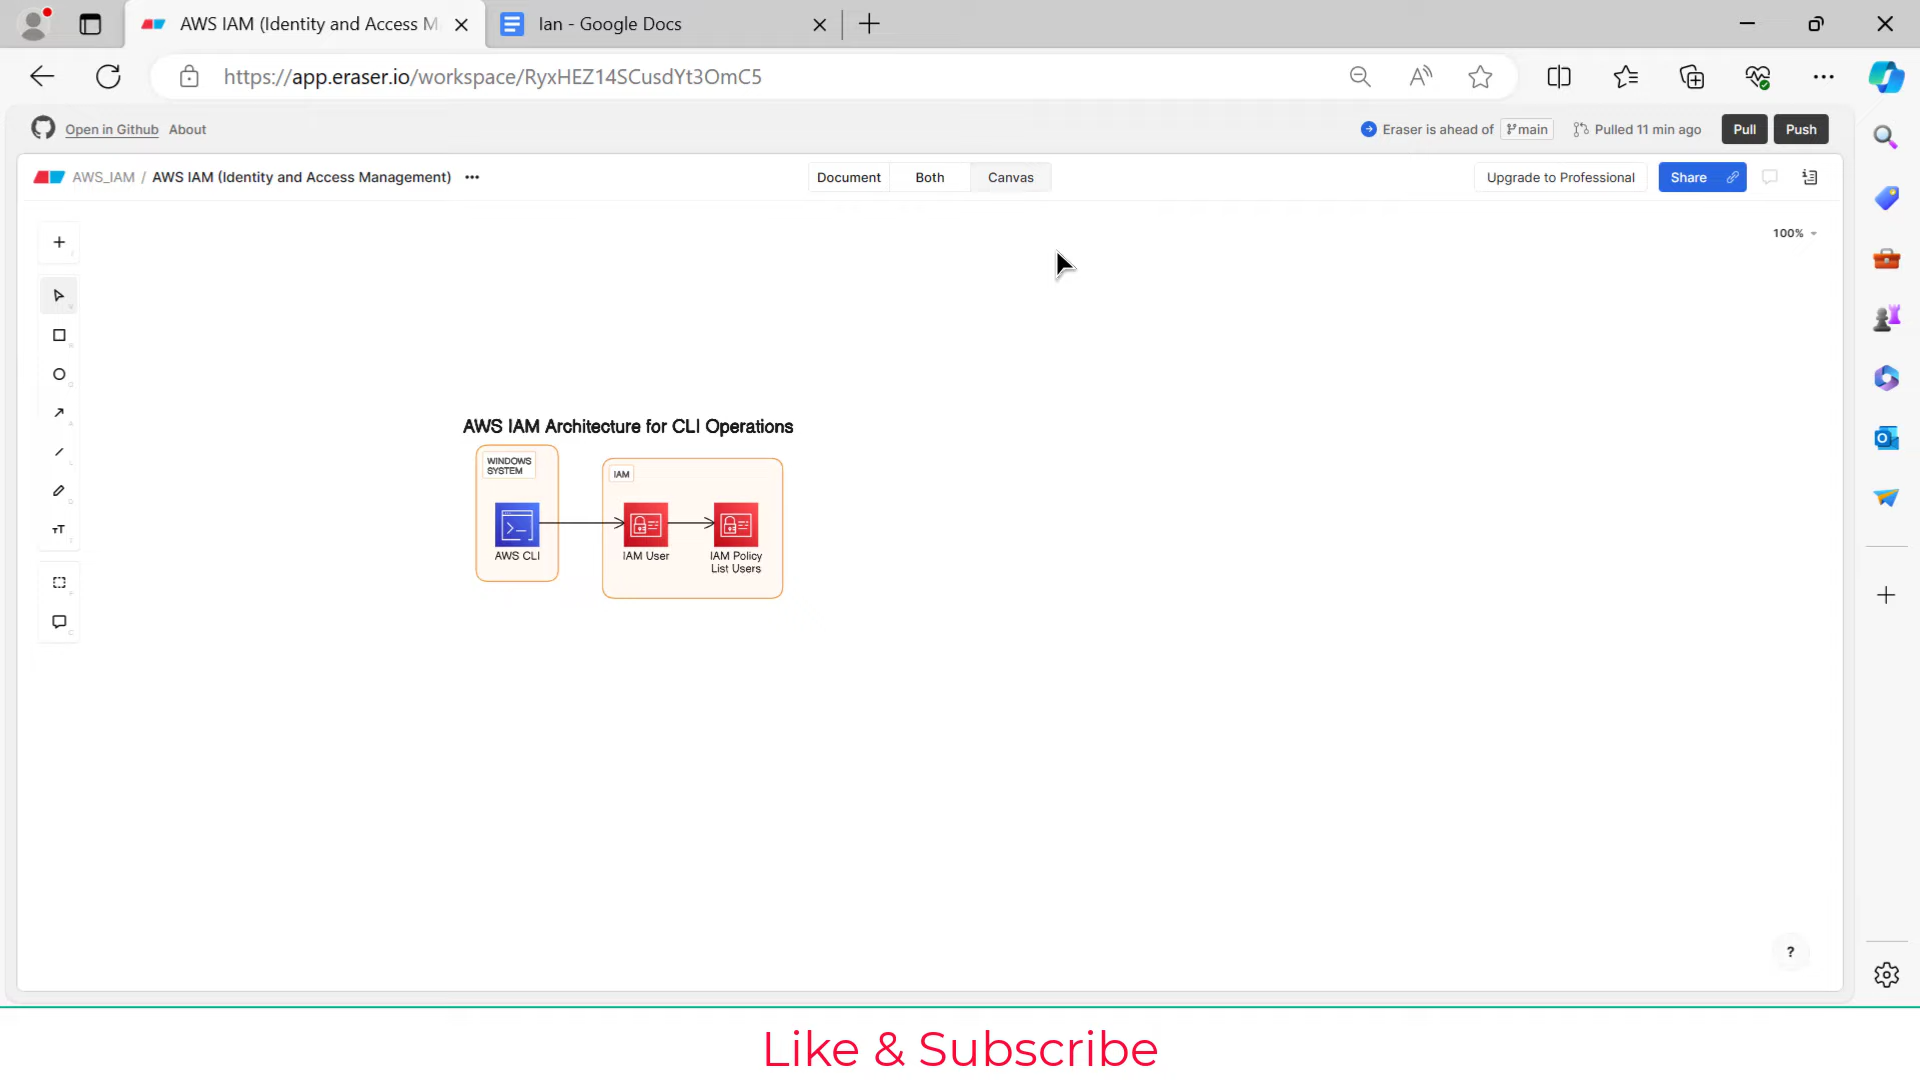 AWS IAM (Identity and Access M
Ian - Google Docs
https://app.eraser.io/workspace/RyxHEZ14SCusdYt3OmC5
Open in Github About
Eraser is ahead of main Pulled 11 min ago Pull Push
AWS_IAM / AWS IAM (Identity and Access Management) •••
Document Both Canvas
Upgrade to Professional Share
100%
AWS IAM Architecture for CLI Operations
WINDOWS
SYSTEM
IAM
AWS CLI
IAM User
IAM Policy
List Users
?
Like & Subscribe